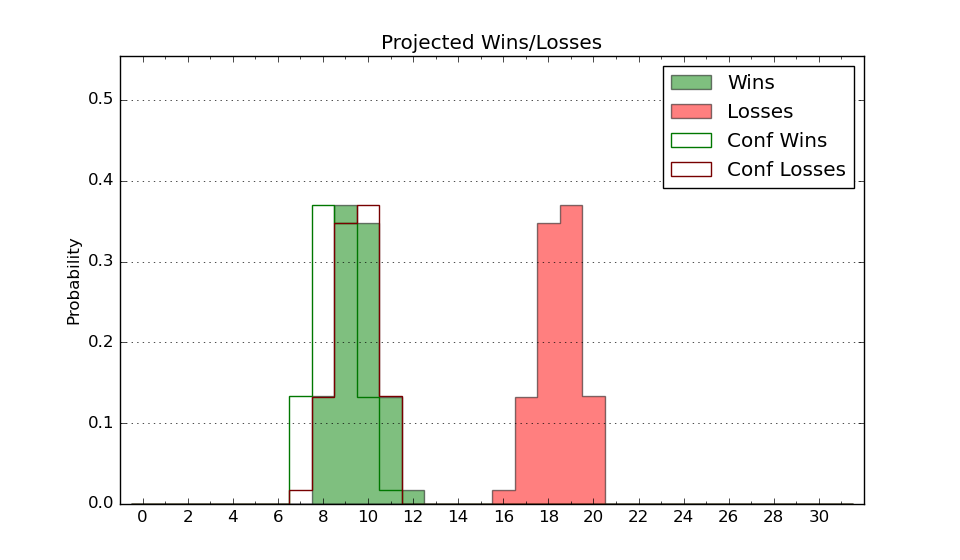 Projected Wins/Losses
Wins
Losses
Conf Wins
Conf Losses
Probability
0.5
0.4
0.3
0.2
0.1
0.0
0 2 4 6 8 10 12 14 16 18 20 22 24 26 28 30